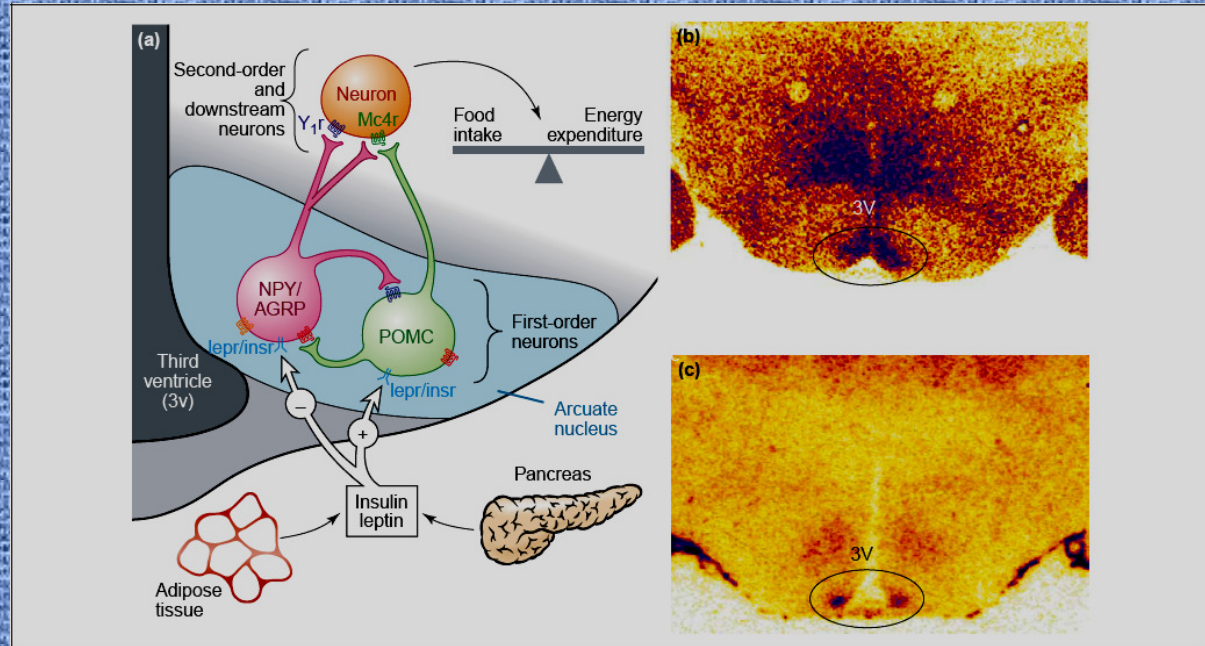 (a)
Second-order
and
downstream
neurons
Neuron
Y1r
Mc4r
Food
intake
Energy
expenditure
NPY/
AGRP
POMC
First-order
neurons
lepr/insr
lepr/insr
Third
ventricle
(3v)
−
+
Arcuate
nucleus
Insulin
leptin
Pancreas
Adipose
tissue
(b)
3V
(c)
3V